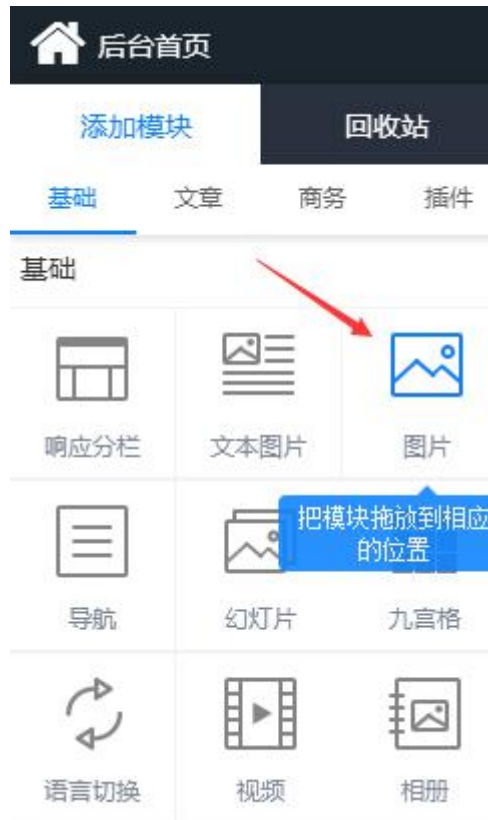 后台首页
添加模块 回收站
基础 文章 商务 插件
基础
响应分栏 文本图片 图片
把模块拖放到相应
的位置
导航 幻灯片 九宫格
语言切换 视频 相册